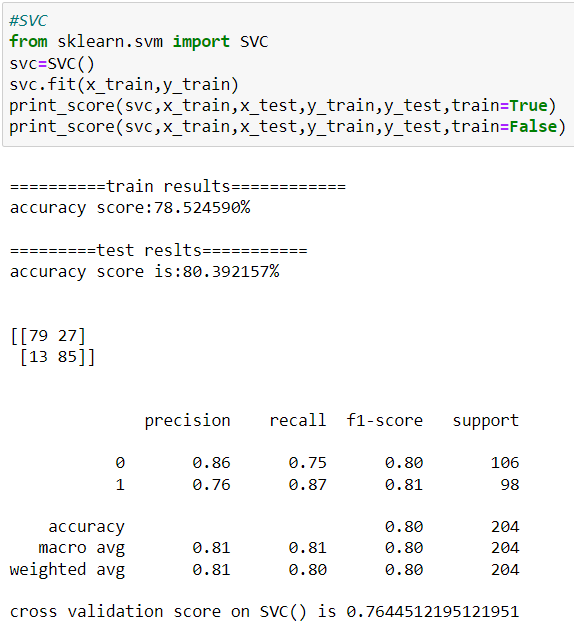 #SVC
from sklearn.svm import SVC
svc=SVC()
svc.fit(x_train,y_train)
print_score(svc,x_train,x_test,y_train,y_test,train=True)
print_score(svc,x_train,x_test,y_train,y_test,train=False)
==========train results============
accuracy score:78.524590%
=========test reslts===========
accuracy score is:80.392157%
[[79 27]
 [13 85]]
precision recall f1-score support
0 0.86 0.75 0.80 106
1 0.76 0.87 0.81 98
accuracy 0.80 204
macro avg 0.81 0.81 0.80 204
weighted avg 0.81 0.80 0.80 204
cross validation score on SVC() is 0.7644512195121951